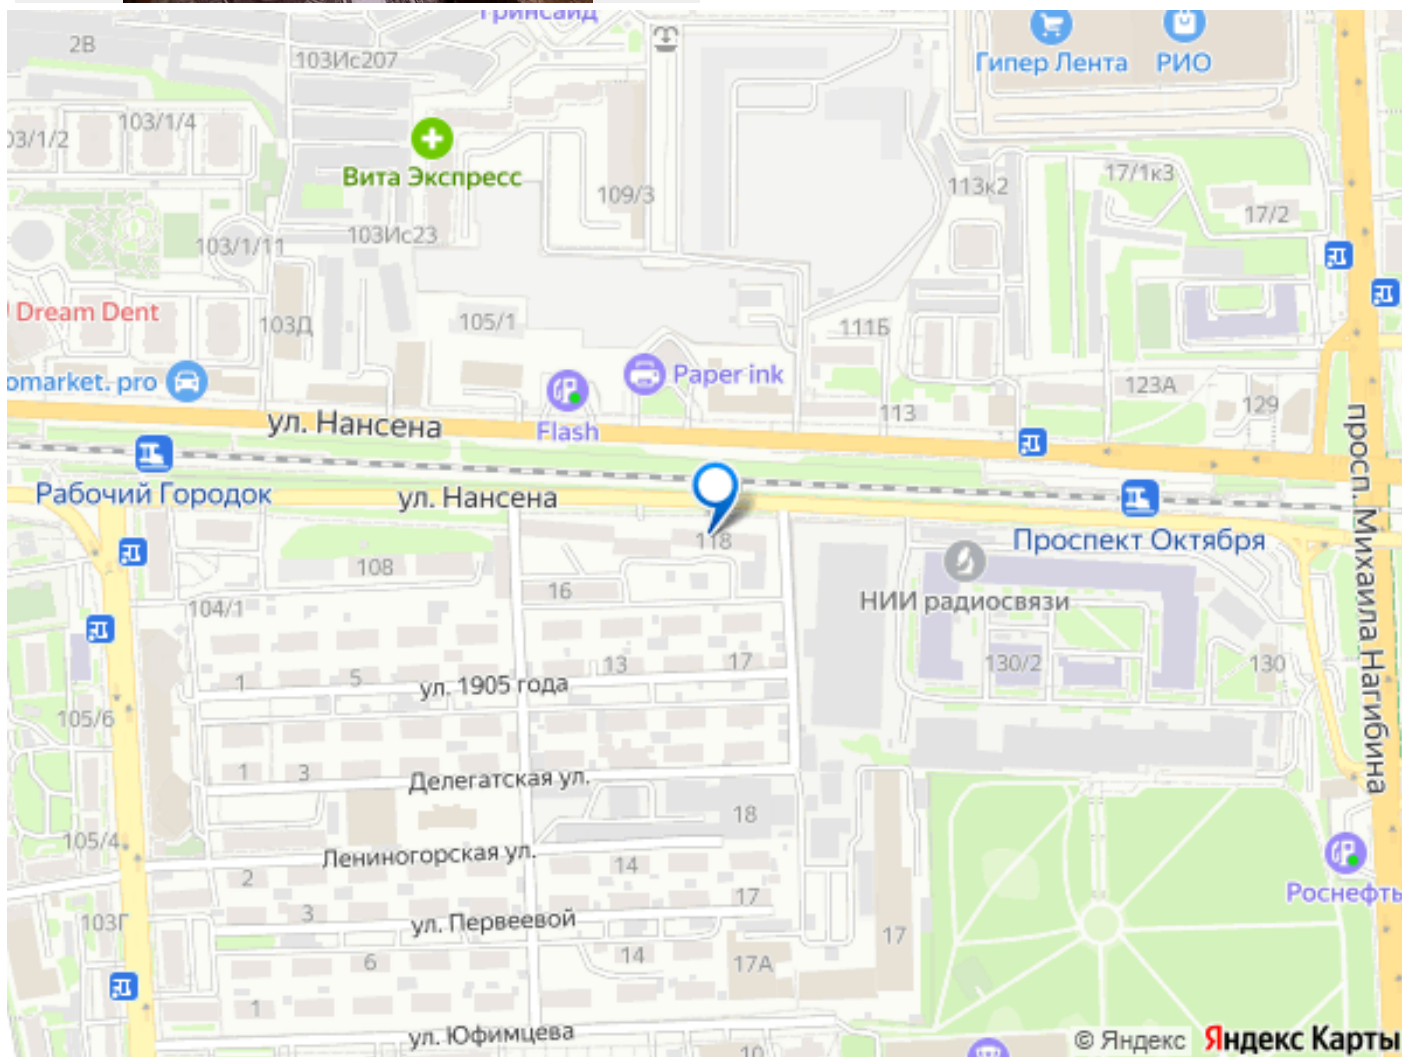 Гринсайд
2В
103Ис207
Гипер Лента
РИО
03/1/2
103/1/4
Вита Экспресс
109/3
113к2
17/1к3
17/2
103/1/11
103Ис23
Dream Dent
103Д
105/1
111Б
omarket. pro
Paper ink
123А
129
113
Flash
ул. Нансена
просп. Михаила Нагибина
Рабочий Городок
ул. Нансена
118
Проспект Октября
108
16
НИИ радиосвязи
104/1
1
5
13
17
130/2
130
ул. 1905 года
105/6
1
3
Делегатская ул.
18
105/4
Лениногорская ул.
2
14
Роснефть
3
17
103Г
ул. Первеевой
17
6
14
17А
1
ул. Юфимцева
10
© Яндекс Яндекс Карты